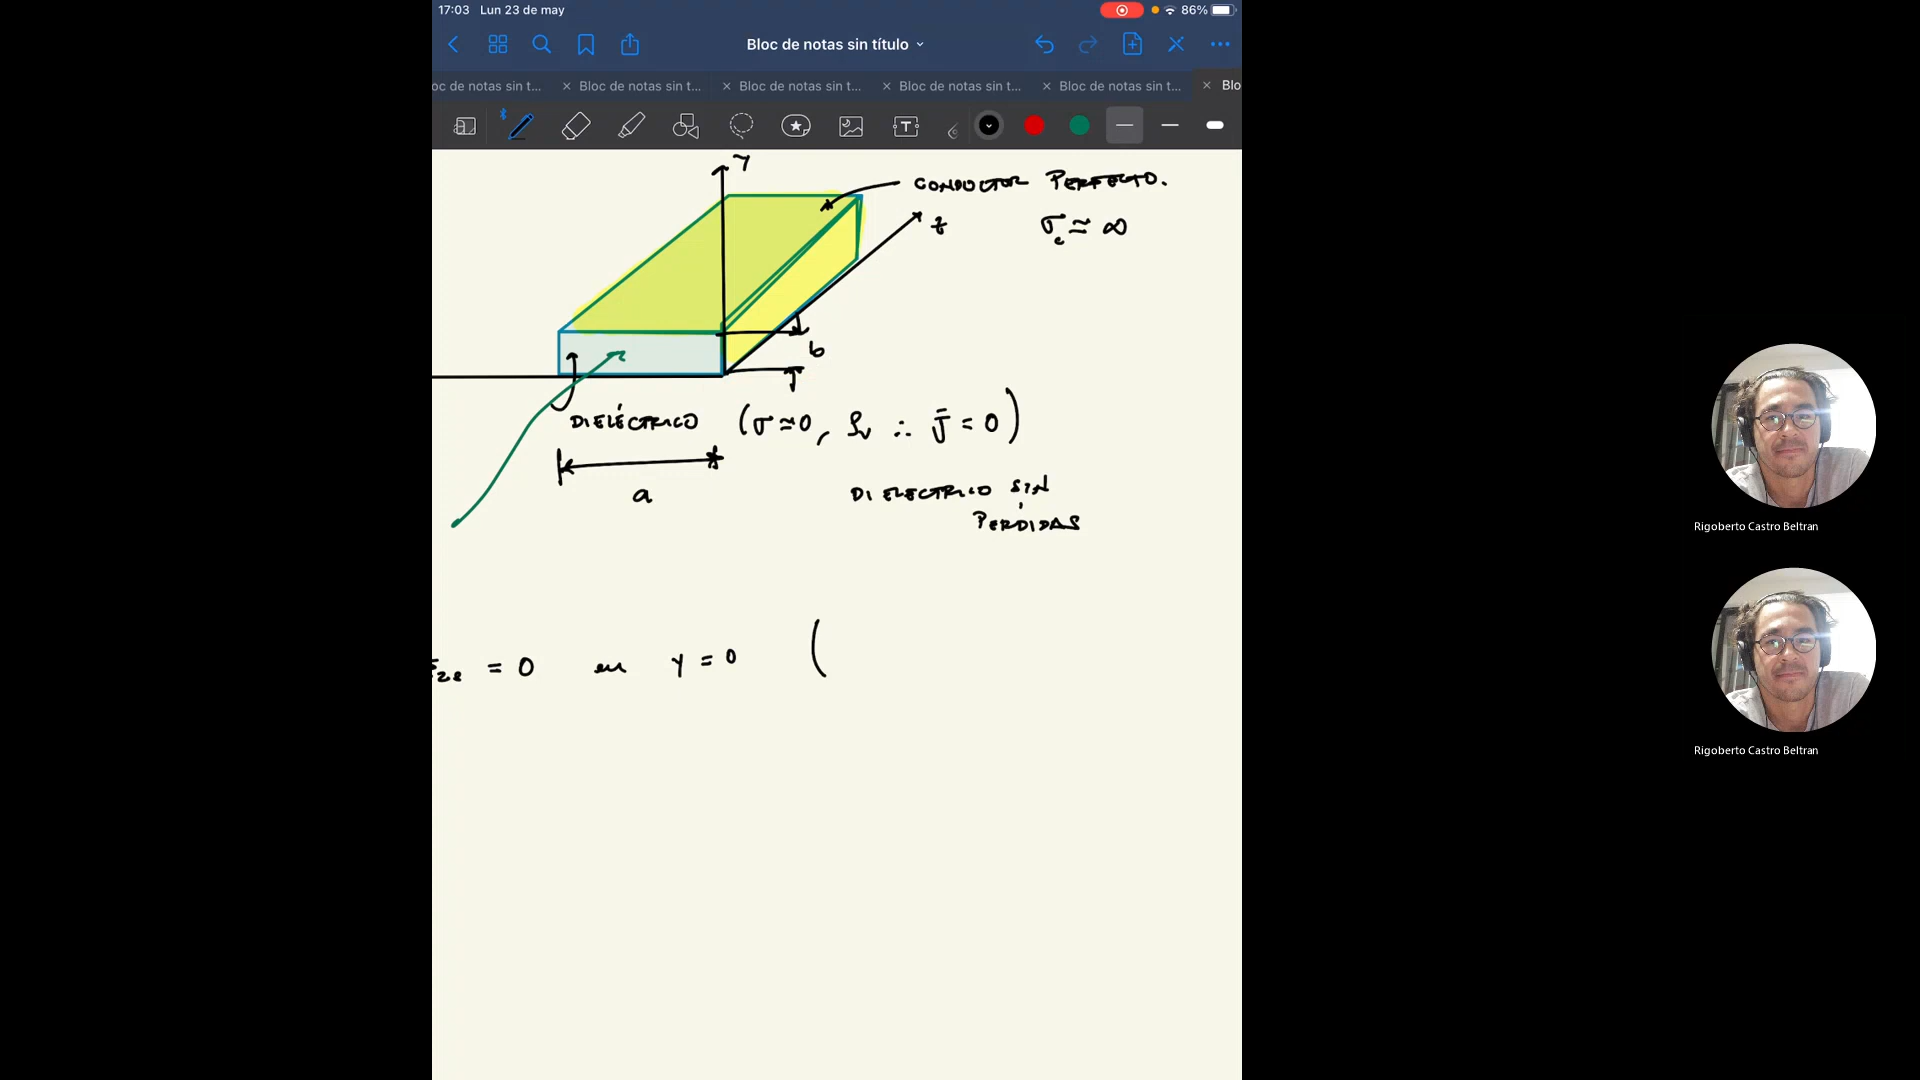 17:03 Lun 23 de may 86%
Bloc de notas sin título
oc de notas sin t... Bloc de notas sin t... Bloc de notas sin t... Bloc de notas sin t... Bloc de notas sin t... Blo
T
y
CONDUCTOR PERFECTO.
z
σc ≃ ∞
b
DIELÉCTRICO (σ≃0, ρv ∴ J̄ = 0)
a
DIELECTRICO SIN
PERDIDAS
= 0 en y = 0 (
Rigoberto Castro Beltran
Rigoberto Castro Beltran